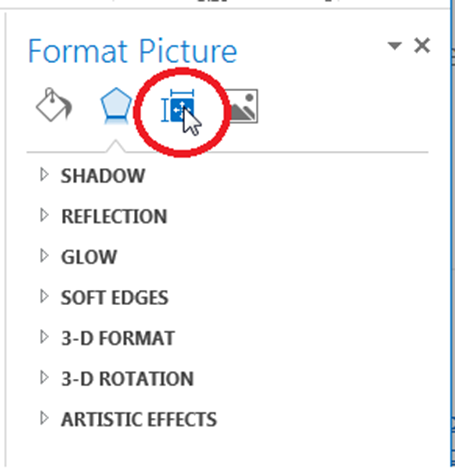 Format Picture
SHADOW
REFLECTION
GLOW
SOFT EDGES
3-D FORMAT
3-D ROTATION
ARTISTIC EFFECTS